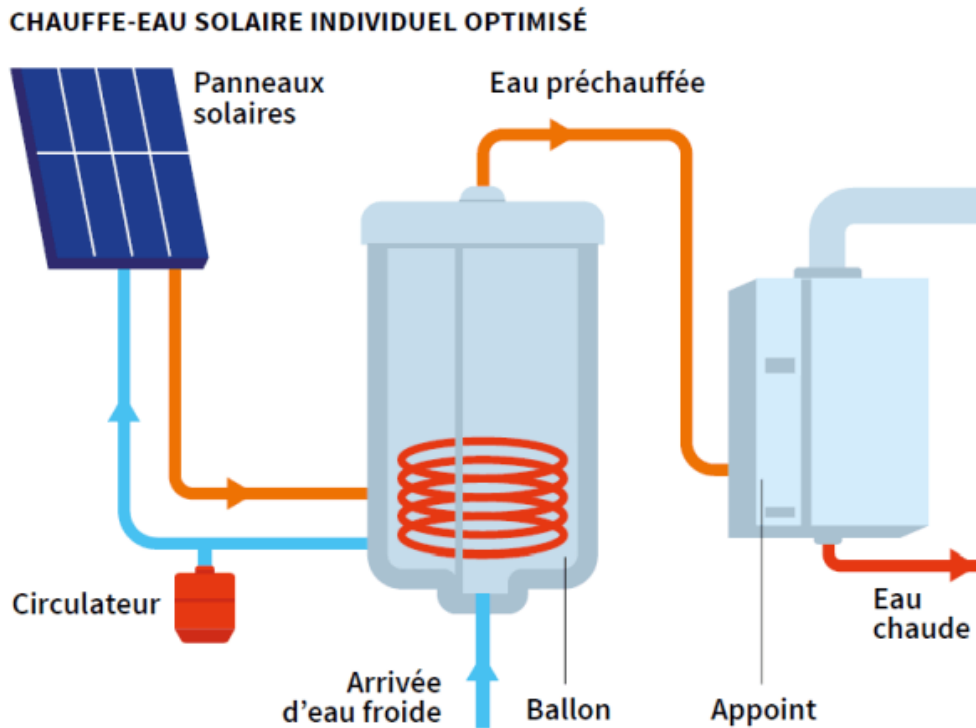 CHAUFFE-EAU SOLAIRE INDIVIDUEL OPTIMISÉ
Panneaux
solaires
Eau préchauffée
Circulateur
Arrivée
d'eau froide
Ballon
Appoint
Eau
chaude